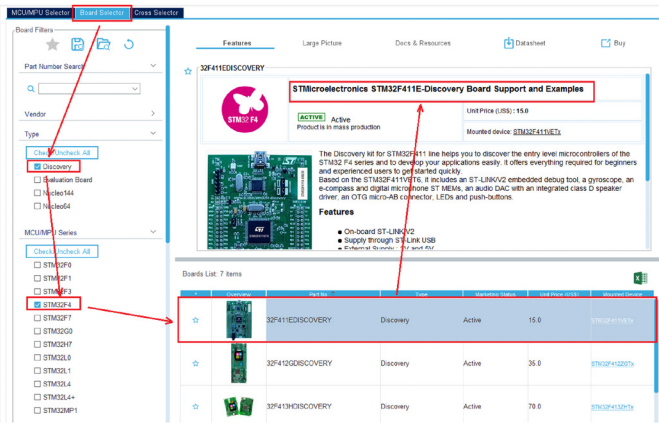 MCU/MPU Selector Board Selector Cross Selector
Board Filters
Part Number Search
Vendor
Type
Check/Uncheck All
Discovery
Evaluation Board
Nucleo144
Nucleo64
MCU/MPU Series
Check/Uncheck All
STM32F0
STM32F1
STM32F3
STM32F4
STM32F7
STM32G0
STM32H7
STM32L0
STM32L1
STM32L4
STM32L4+
STM32MP1
Features Large Picture Docs & Resources Datasheet Buy
32F411EDISCOVERY
STMicroelectronics STM32F411E-Discovery Board Support and Examples
STM32 F4
ACTIVE Active
Product is in mass production
Unit Price (US$) : 15.0
Mounted device: STM32F411VETx
The Discovery kit for STM32F411 line helps you to discover the entry level microcontrollers of the
STM32 F4 series and to develop your applications easily. It offers everything required for beginners
and experienced users to get started quickly.
Based on the STM32F411VET6, it includes an ST-LINK/V2 embedded debug tool, a gyroscope, an
e-compass and digital microphone ST MEMs, an audio DAC with an integrated class D speaker
driver, an OTG micro-AB connector, LEDs and push-buttons.
Features
On-board ST-LINK/V2
Supply through ST-Link USB
External Supply : 3V and 5V
Boards List: 7 items
* Overview Part No Type Marketing Status Unit Price (US$) Mounted Device
32F411EDISCOVERY Discovery Active 15.0 STM32F411VETx
32F412GDISCOVERY Discovery Active 35.0 STM32F412ZGTx
32F413HDISCOVERY Discovery Active 70.0 STM32F413ZHTx